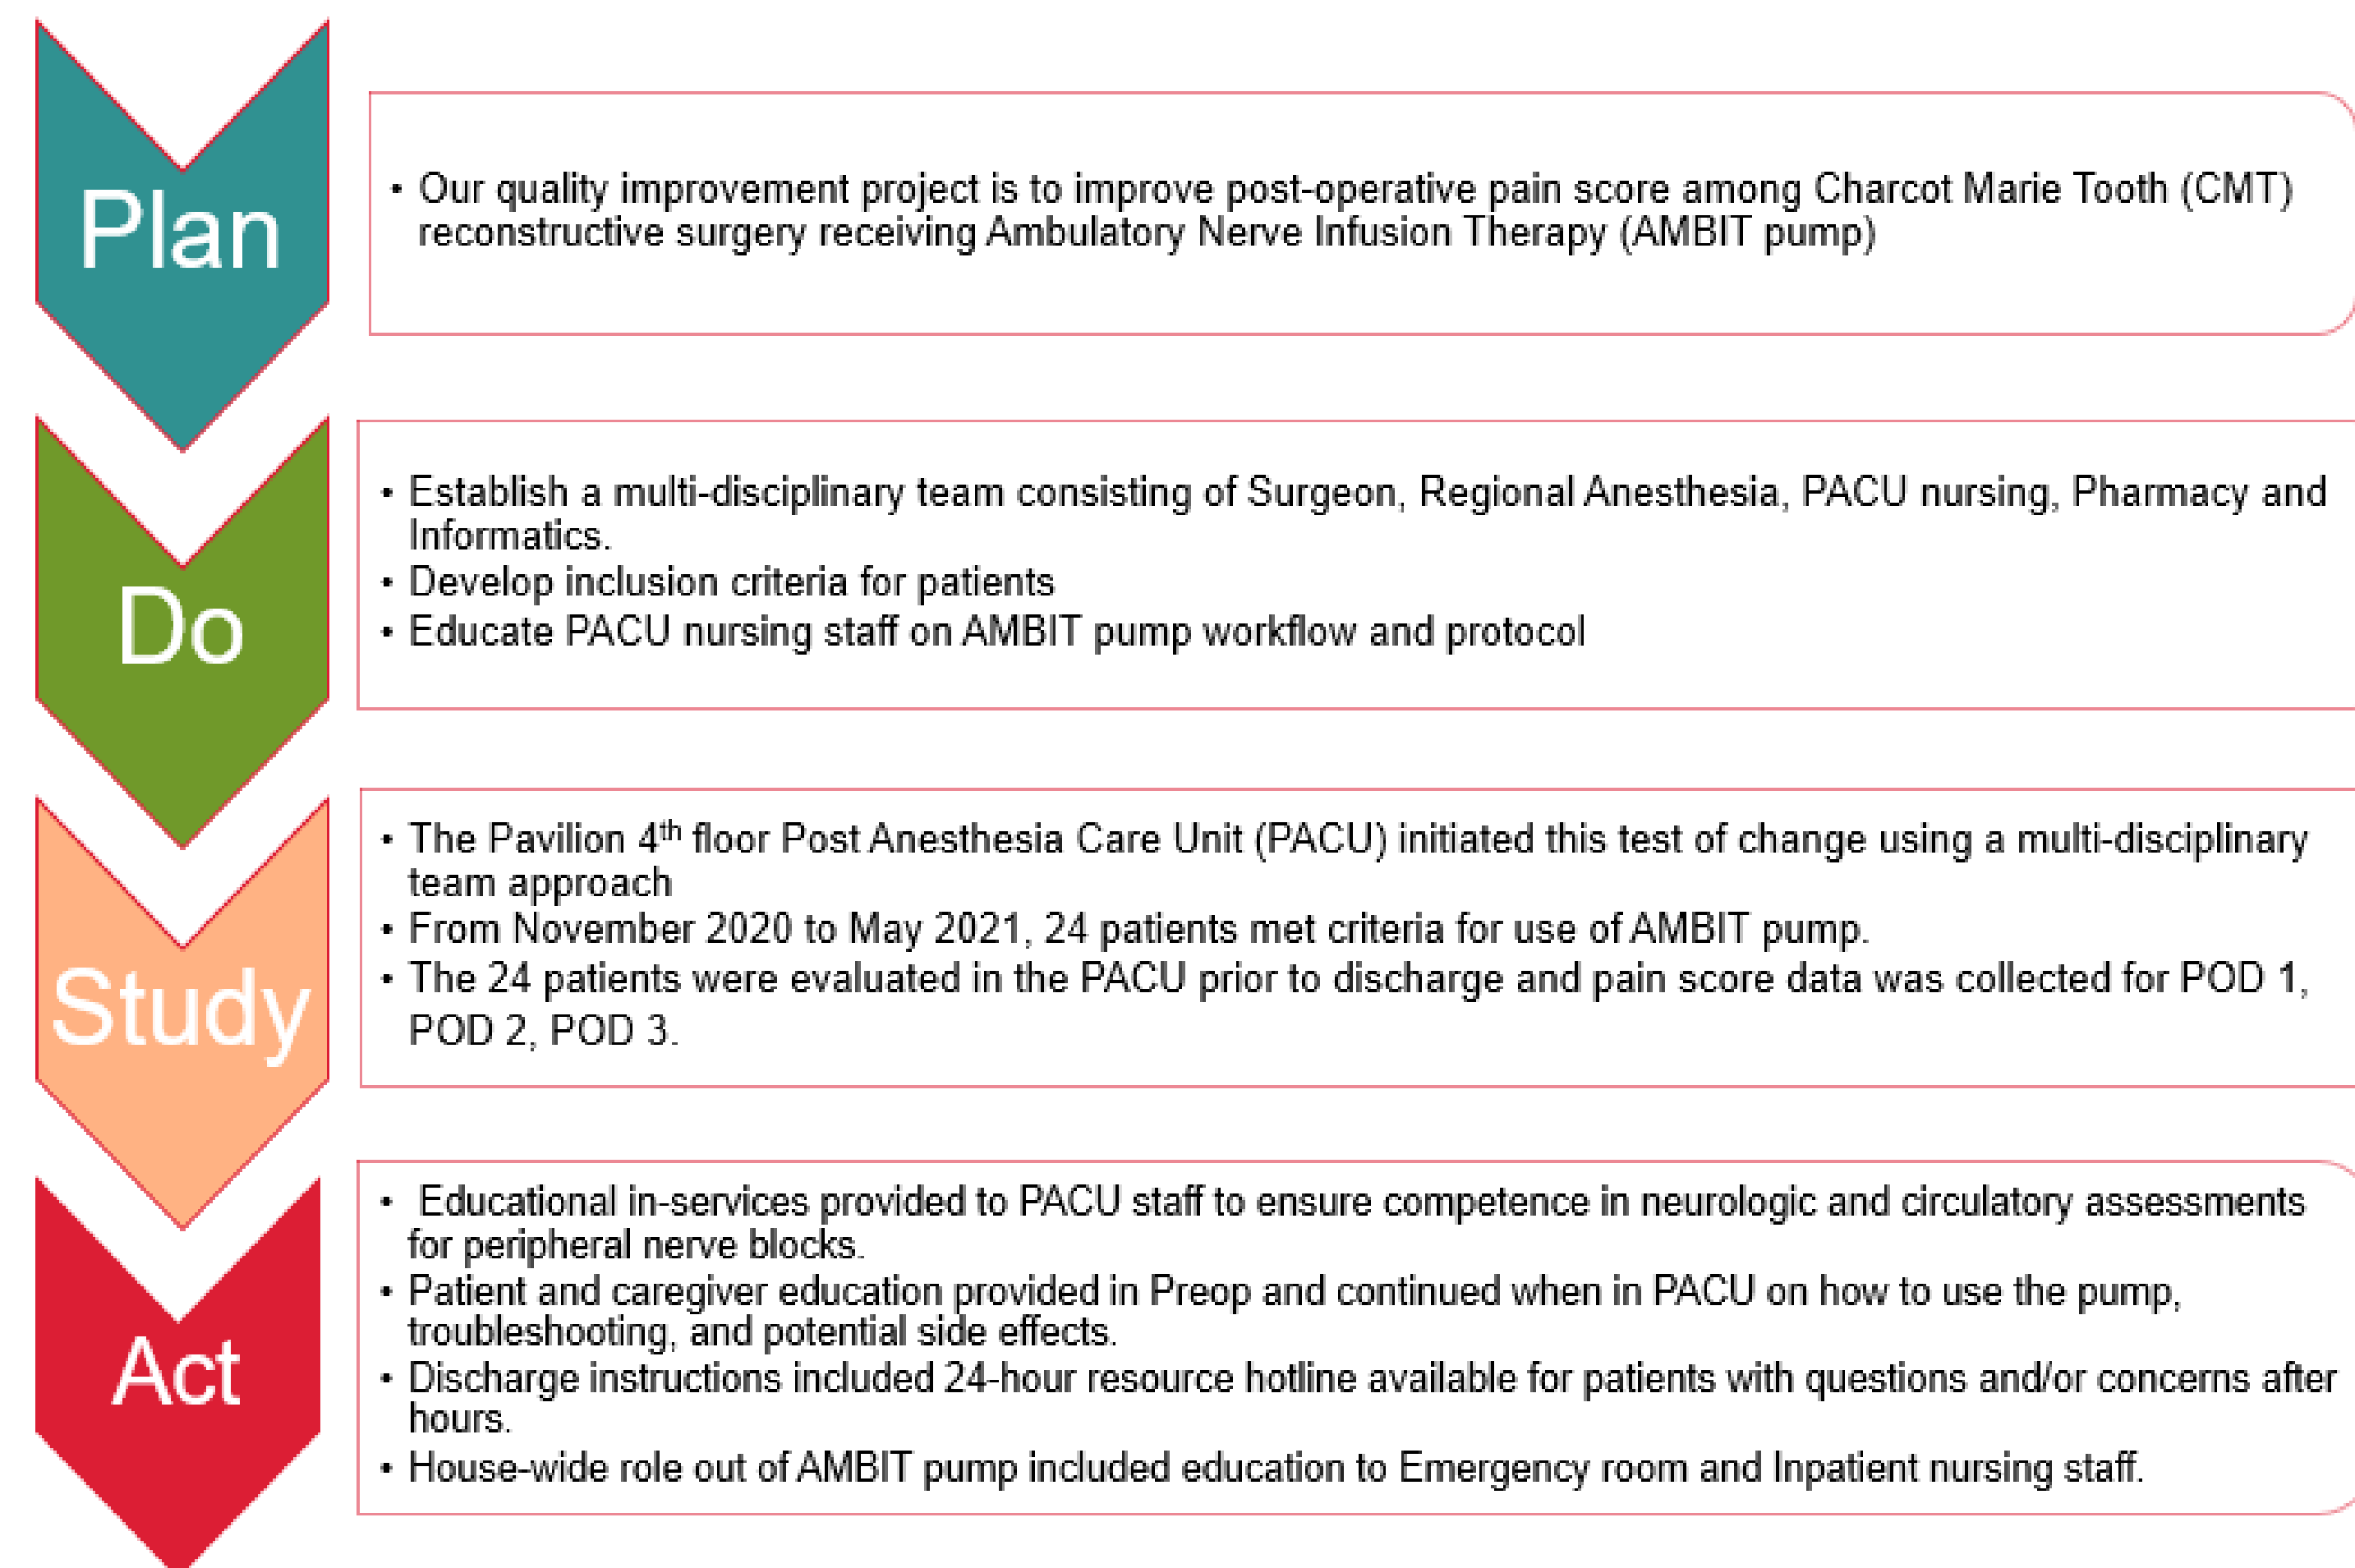 Plan
• Our quality improvement project is to improve post-operative pain score among Charcot Marie Tooth (CMT)
reconstructive surgery receiving Ambulatory Nerve Infusion Therapy (AMBIT pump)
Do
• Establish a multi-disciplinary team consisting of Surgeon, Regional Anesthesia, PACU nursing, Pharmacy and
Informatics.
• Develop inclusion criteria for patients
• Educate PACU nursing staff on AMBIT pump workflow and protocol
Study
• The Pavilion 4th floor Post Anesthesia Care Unit (PACU) initiated this test of change using a multi-disciplinary
team approach
• From November 2020 to May 2021, 24 patients met criteria for use of AMBIT pump.
• The 24 patients were evaluated in the PACU prior to discharge and pain score data was collected for POD 1,
POD 2, POD 3.
Act
• Educational in-services provided to PACU staff to ensure competence in neurologic and circulatory assessments
for peripheral nerve blocks.
• Patient and caregiver education provided in Preop and continued when in PACU on how to use the pump,
troubleshooting, and potential side effects.
• Discharge instructions included 24-hour resource hotline available for patients with questions and/or concerns after
hours.
• House-wide role out of AMBIT pump included education to Emergency room and Inpatient nursing staff.